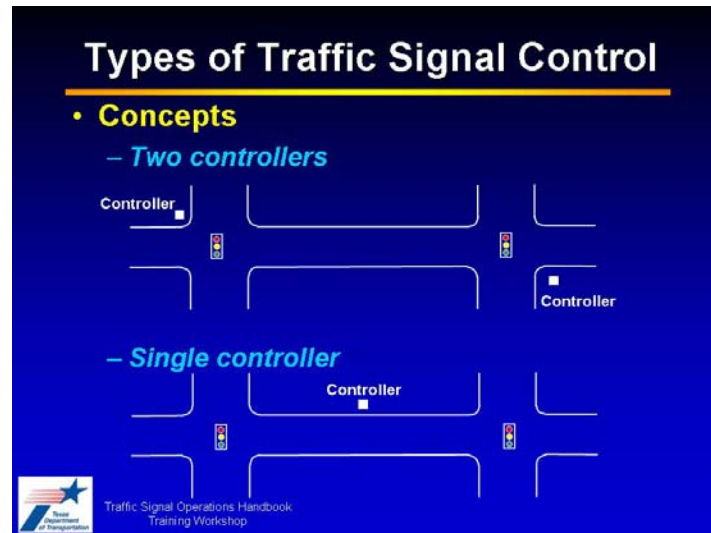 Types of Traffic Signal Control
• Concepts
– Two controllers
Controller
Controller
– Single controller
Controller
Texas
Department
of Transportation
Traffic Signal Operations Handbook
Training Workshop